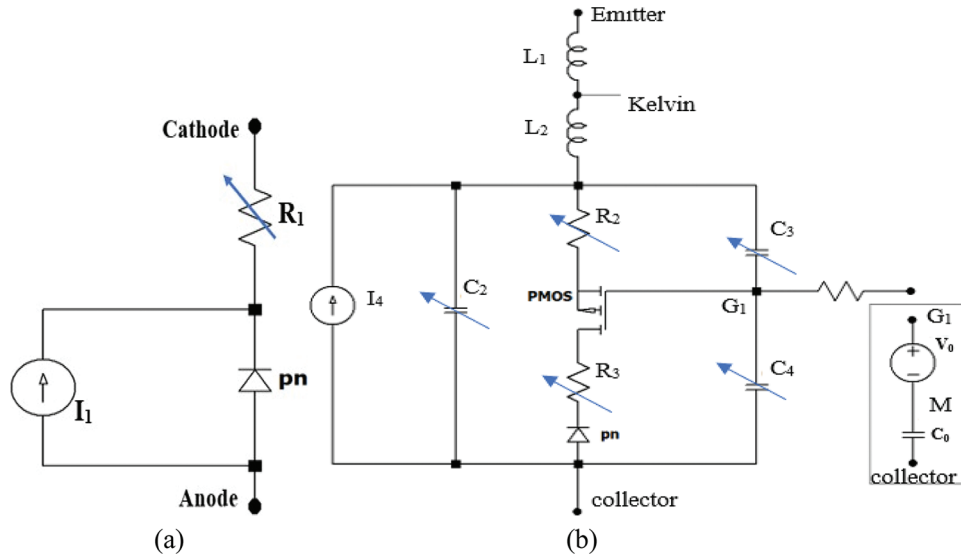 Cathode
R1
I1
pn
Anode
(a)
Emitter
L1
Kelvin
L2
R2
C3
I4
C2
PMOS
G1
R3
C4
pn
collector
G1
V0
+
−
M
C0
collector
(b)